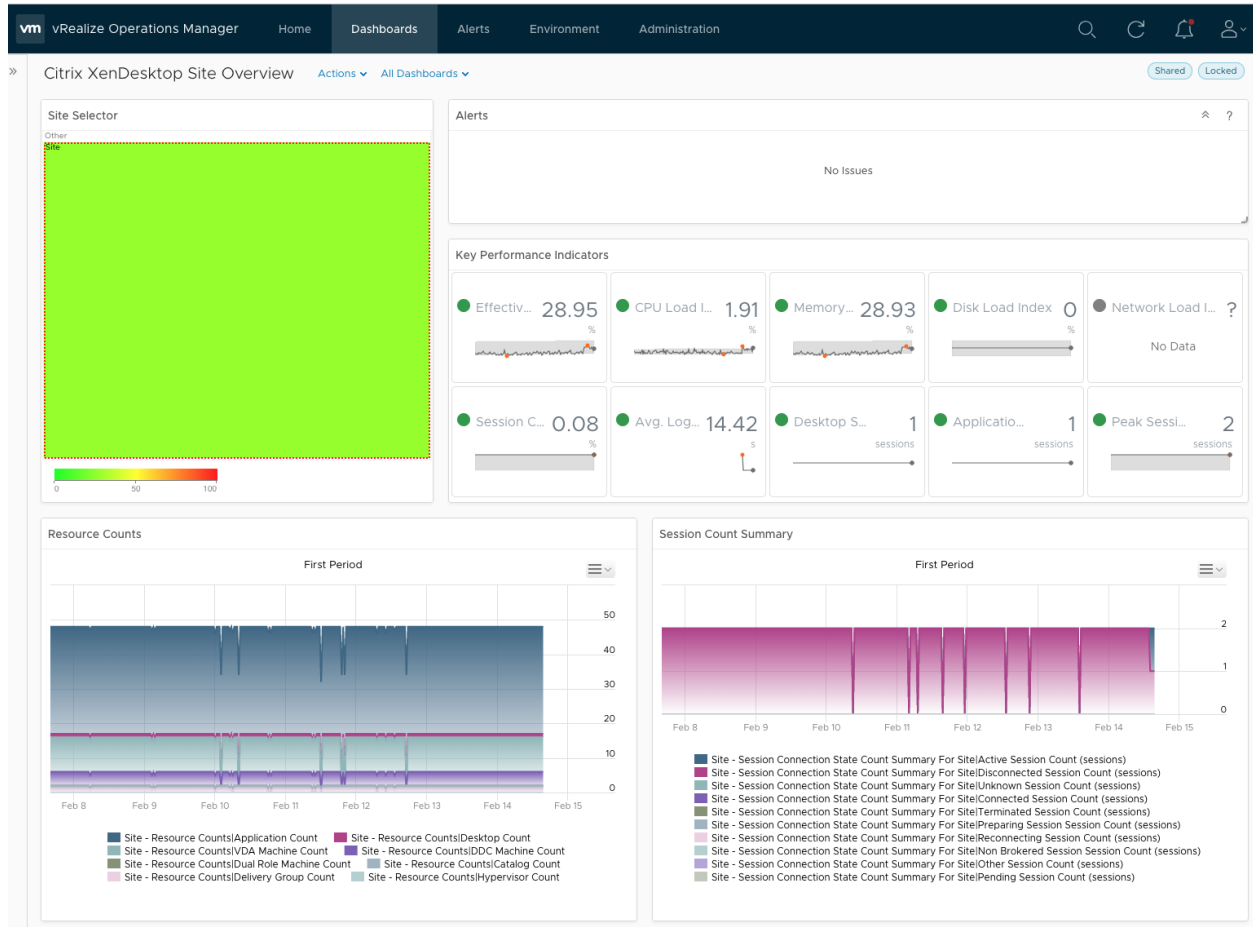 vm vRealize Operations Manager Home Dashboards Alerts Environment Administration
» Citrix XenDesktop Site Overview Actions All Dashboards Shared Locked
Site Selector
Other
Site
0 50 100
Alerts ?
No Issues
Key Performance Indicators
Effectiv... 28.95 %
CPU Load I... 1.91 %
Memory... 28.93 %
Disk Load Index 0 %
Network Load I... ?
No Data
Session C... 0.08 %
Avg. Log... 14.42 s
Desktop S... 1 sessions
Applicatio... 1 sessions
Peak Sessi... 2 sessions
Resource Counts
First Period
50
40
30
20
10
0
Feb 8 Feb 9 Feb 10 Feb 11 Feb 12 Feb 13 Feb 14 Feb 15
Site - Resource Counts|Application Count Site - Resource Counts|Desktop Count
Site - Resource Counts|VDA Machine Count Site - Resource Counts|DDC Machine Count
Site - Resource Counts|Dual Role Machine Count Site - Resource Counts|Catalog Count
Site - Resource Counts|Delivery Group Count Site - Resource Counts|Hypervisor Count
Session Count Summary
First Period
2
1
0
Feb 8 Feb 9 Feb 10 Feb 11 Feb 12 Feb 13 Feb 14 Feb 15
Site - Session Connection State Count Summary For Site|Active Session Count (sessions)
Site - Session Connection State Count Summary For Site|Disconnected Session Count (sessions)
Site - Session Connection State Count Summary For Site|Unknown Session Count (sessions)
Site - Session Connection State Count Summary For Site|Connected Session Count (sessions)
Site - Session Connection State Count Summary For Site|Terminated Session Count (sessions)
Site - Session Connection State Count Summary For Site|Preparing Session Session Count (sessions)
Site - Session Connection State Count Summary For Site|Reconnecting Session Count (sessions)
Site - Session Connection State Count Summary For Site|Non Brokered Session Session Count (sessions)
Site - Session Connection State Count Summary For Site|Other Session Count (sessions)
Site - Session Connection State Count Summary For Site|Pending Session Count (sessions)